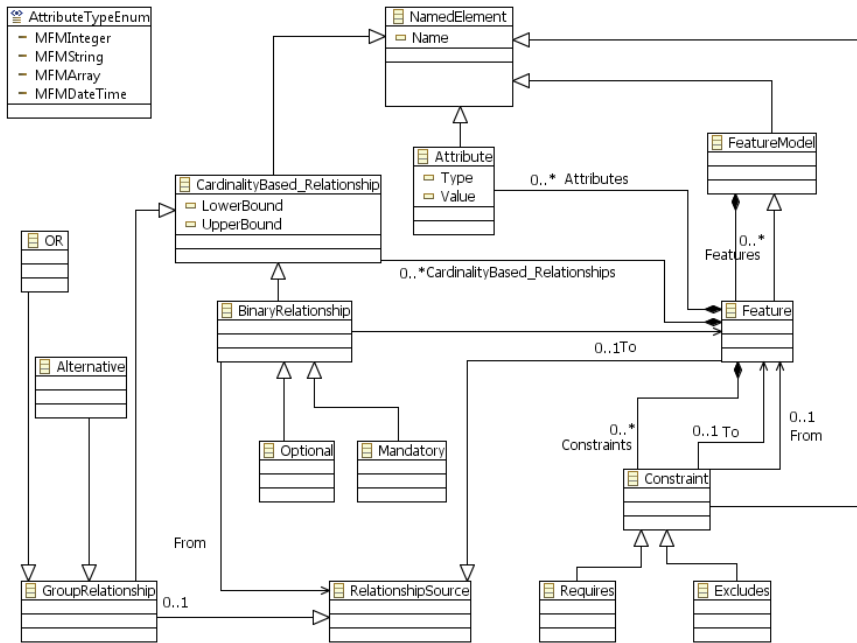 AttributeTypeEnum
MFMInteger
MFMString
MFMArray
MFMDateTime
NamedElement
Name
Attribute
Type
Value
0..* Attributes
FeatureModel
CardinalityBased_Relationship
LowerBound
UpperBound
OR
0..*
Features
0..*CardinalityBased_Relationships
BinaryRelationship
Feature
0..1To
Alternative
Optional
Mandatory
0..*
Constraints
0..1 To
0..1
From
Constraint
From
GroupRelationship
0..1
RelationshipSource
Requires
Excludes